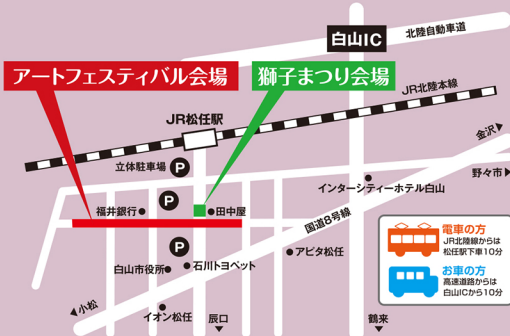 白山IC
北陸自動車道
アートフェスティバル会場
獅子まつり会場
JR北陸本線
JR松任駅
金沢
立体駐車場
P
野々市
P
インターシティーホテル白山
福井銀行
田中屋
国道8号線
P
アピタ松任
白山市役所
石川トヨペット
小松
イオン松任
辰口
鶴来
電車の方
JR北陸線からは
松任駅下車10分
お車の方
高速道路からは
白山ICから10分